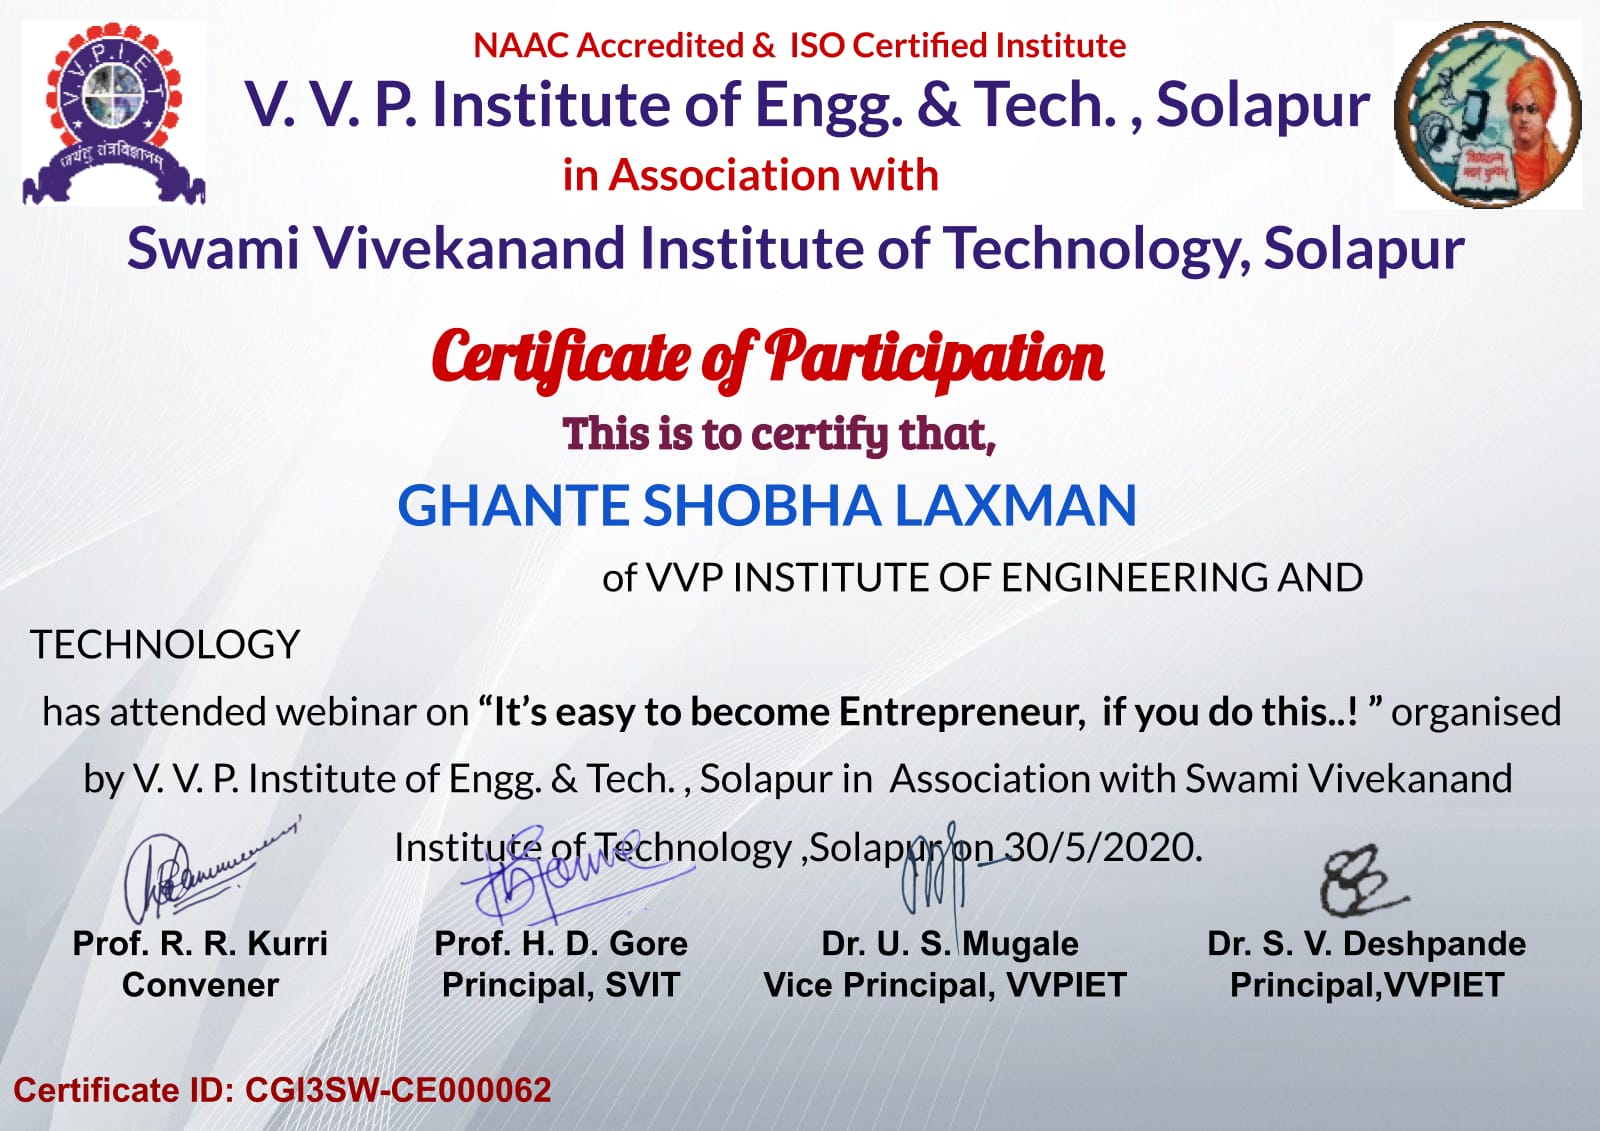 NAAC Accredited & ISO Certified Institute
V. V. P. Institute of Engg. & Tech. , Solapur
in Association with
Swami Vivekanand Institute of Technology, Solapur
V.V.P.I.E.T
जयंतु तंत्रविज्ञानम्
Certificate of Participation
This is to certify that,
GHANTE SHOBHA LAXMAN
of VVP INSTITUTE OF ENGINEERING AND
TECHNOLOGY
has attended webinar on “It’s easy to become Entrepreneur, if you do this..! ” organised
by V. V. P. Institute of Engg. & Tech. , Solapur in Association with Swami Vivekanand
Institute of Technology ,Solapur on 30/5/2020.
Prof. R. R. Kurri
Convener
Prof. H. D. Gore
Principal, SVIT
Dr. U. S. Mugale
Vice Principal, VVPIET
Dr. S. V. Deshpande
Principal,VVPIET
Certificate ID: CGI3SW-CE000062